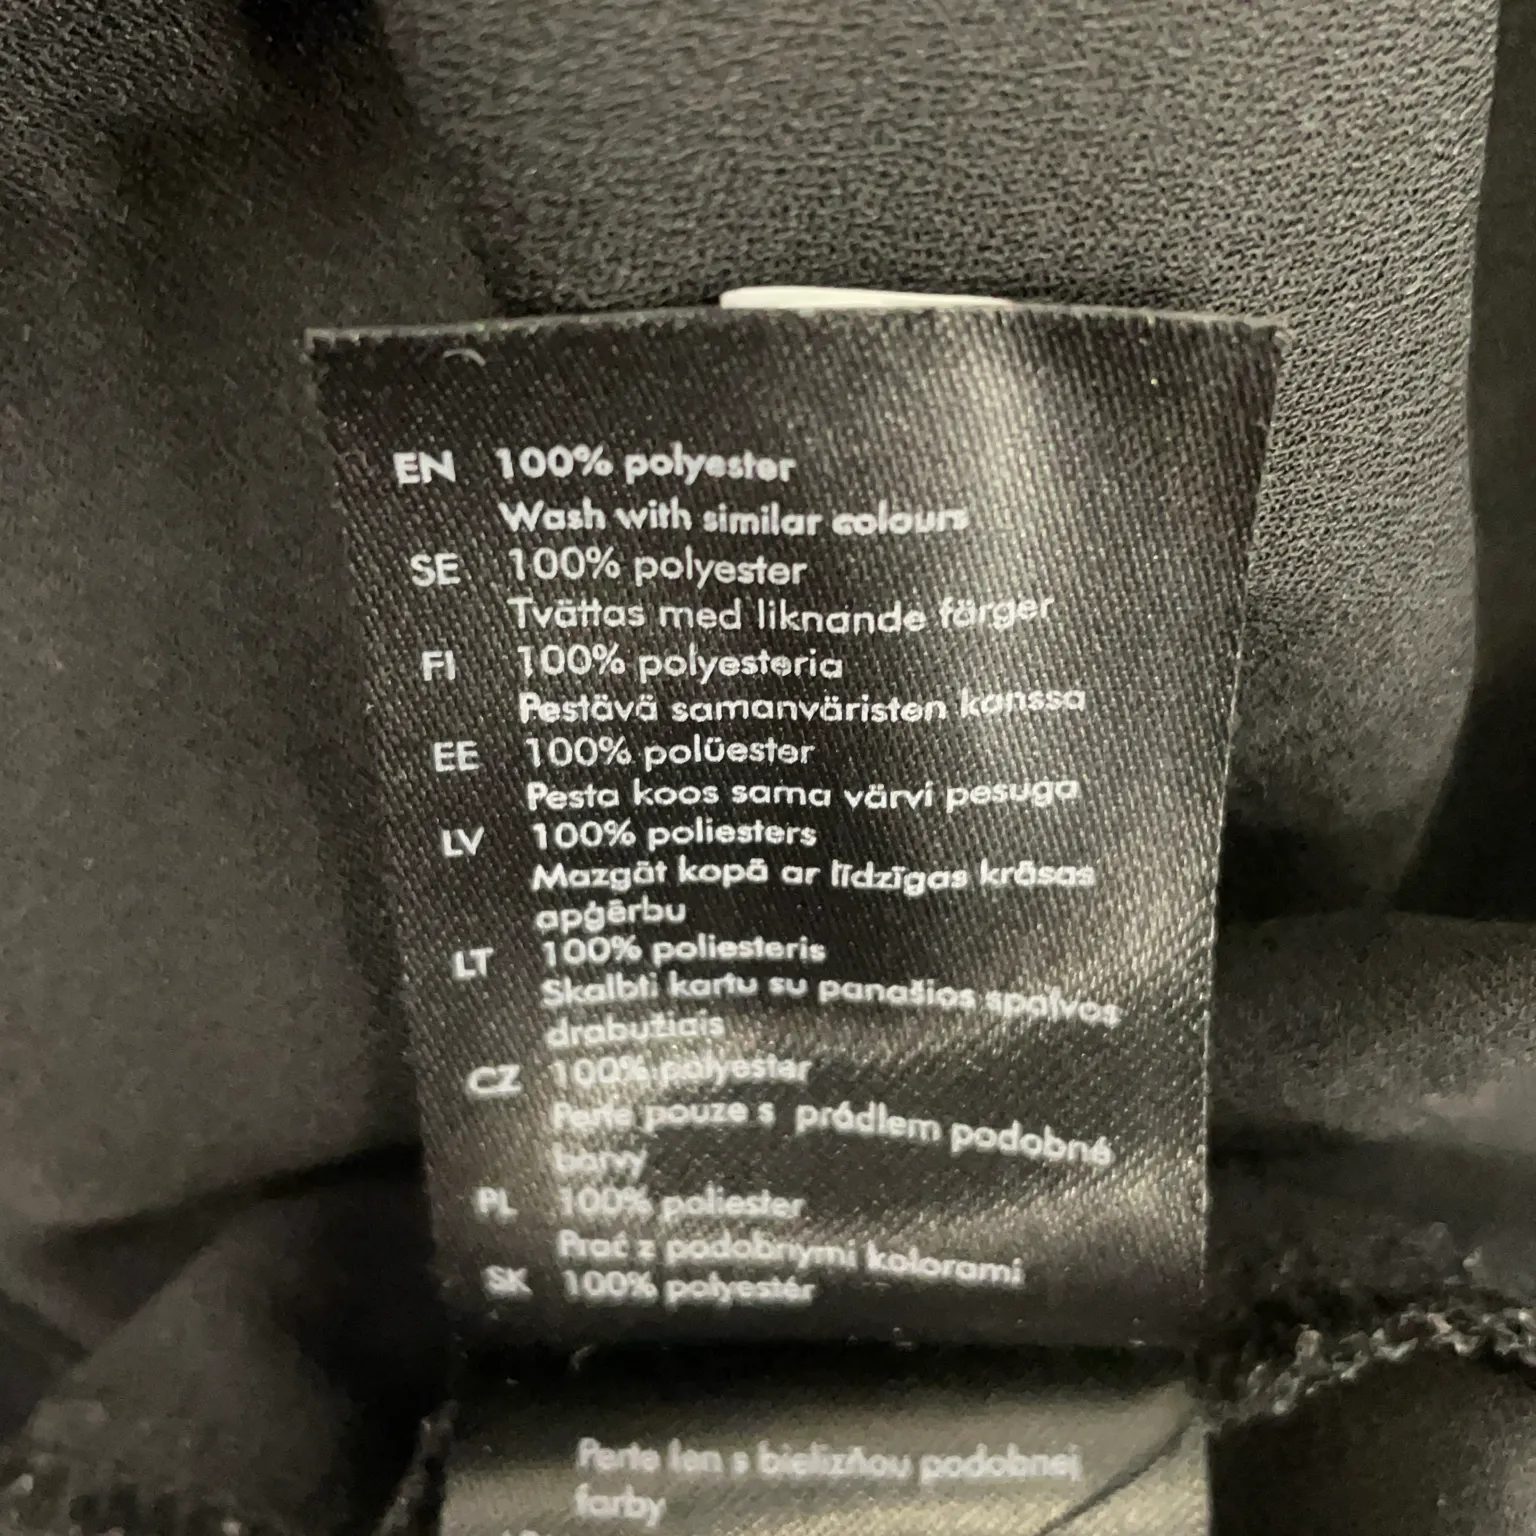 EN 100% polyester
Wash with similar colours
SE 100% polyester
Tvättas med liknande färger
FI 100% polyesteria
Pestävä samanväristen kanssa
EE 100% polüester
Pesta koos sama värvi pesuga
LV 100% poliesters
Mazgāt kopā ar līdzīgas krāsas
apģērbu
LT 100% poliesteris
Skalbti kartu su panašios spalvos
drabužiais
CZ 100% polyester
Perte pouze s prádlem podobné
barvy
PL 100% poliester
Prać z podobnymi kolorami
SK 100% polyestér
Perte len s bielizňou podobnej
farby